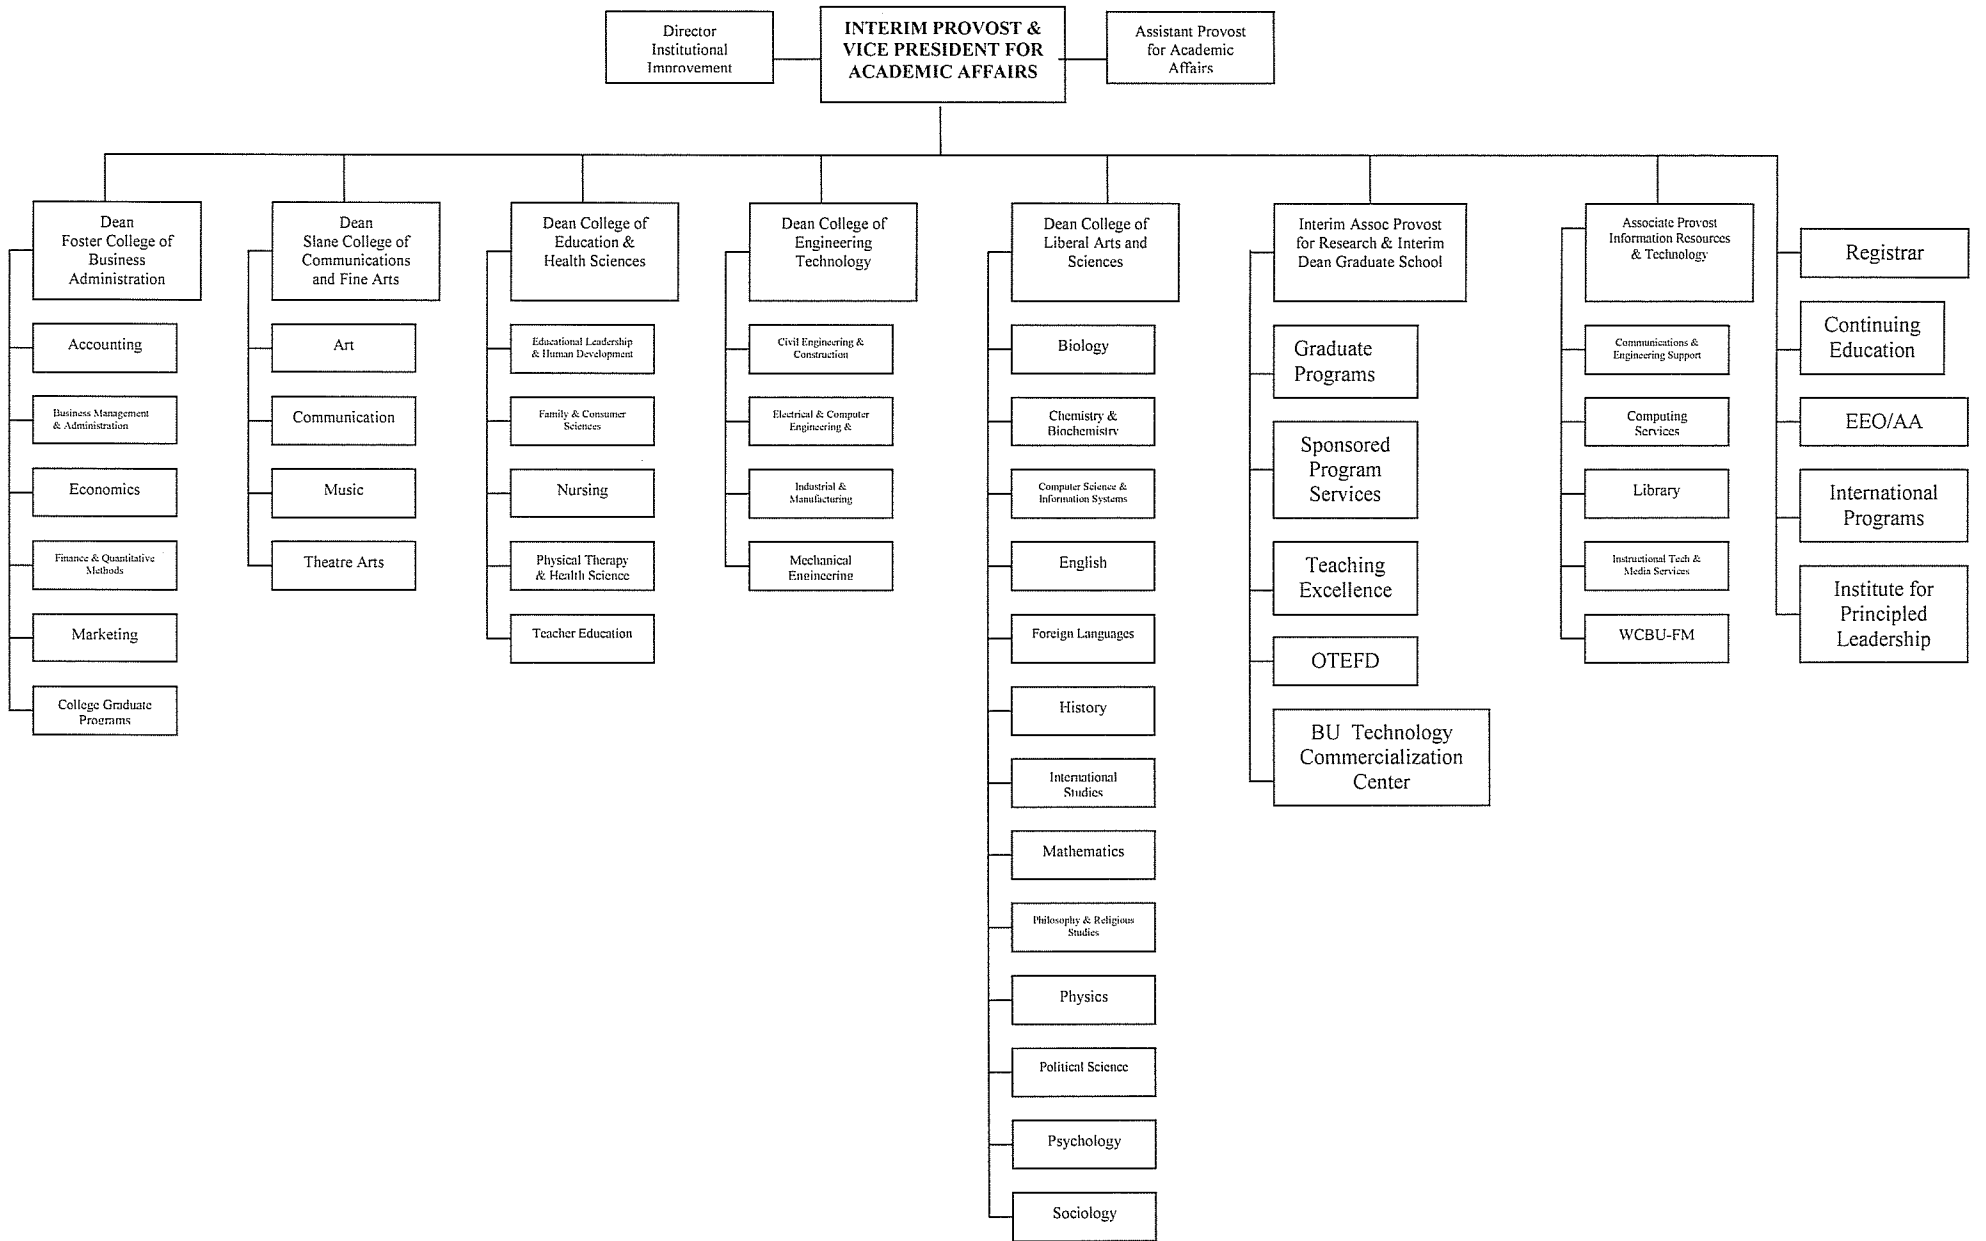 Director
Institutional
Improvement
INTERIM PROVOST &
VICE PRESIDENT FOR
ACADEMIC AFFAIRS
Assistant Provost
for Academic
Affairs
Dean
Foster College of
Business
Administration
Accounting
Business Management
& Administration
Economics
Finance & Quantitative
Methods
Marketing
College Graduate
Programs
Dean
Slane College of
Communications
and Fine Arts
Art
Communication
Music
Theatre Arts
Dean College of
Education &
Health Sciences
Educational Leadership
& Human Development
Family & Consumer
Sciences
Nursing
Physical Therapy
& Health Science
Teacher Education
Dean College of
Engineering
Technology
Civil Engineering &
Construction
Electrical & Computer
Engineering &
Industrial &
Manufacturing
Mechanical
Engineering
Dean College of
Liberal Arts and
Sciences
Biology
Chemistry &
Biochemistry
Computer Science &
Information Systems
English
Foreign Languages
History
International
Studies
Mathematics
Philosophy & Religious
Studies
Physics
Political Science
Psychology
Sociology
Interim Assoc Provost
for Research & Interim
Dean Graduate School
Graduate
Programs
Sponsored
Program
Services
Teaching
Excellence
OTEFD
BU Technology
Commercialization
Center
Associate Provost
Information Resources
& Technology
Communications &
Engineering Support
Computing
Services
Library
Instructional Tech &
Media Services
WCBU-FM
Registrar
Continuing
Education
EEO/AA
International
Programs
Institute for
Principled
Leadership